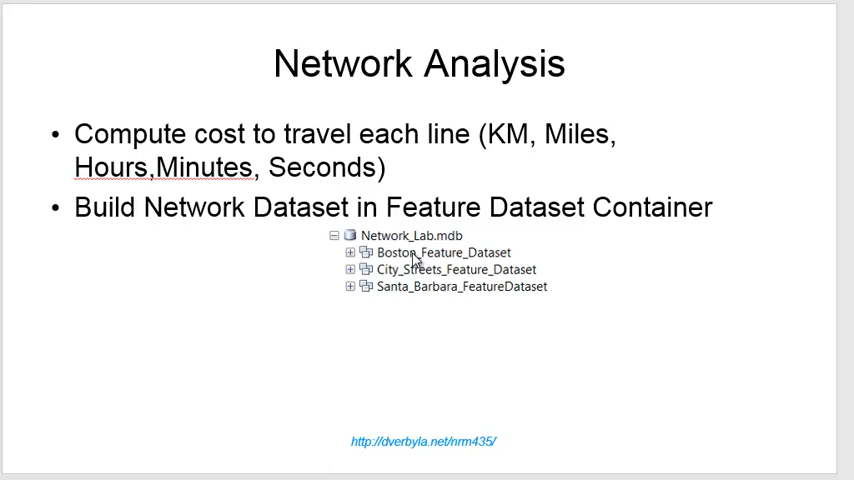 Network Analysis
• Compute cost to travel each line (KM, Miles,
Hours,Minutes, Seconds)
• Build Network Dataset in Feature Dataset Container
Network_Lab.mdb
Boston_Feature_Dataset
City_Streets_Feature_Dataset
Santa_Barbara_FeatureDataset
http://dverbyla.net/nrm435/